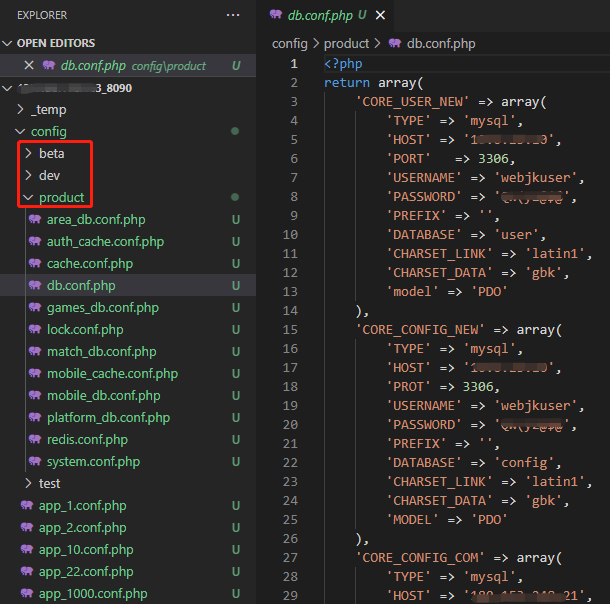 EXPLORER ...
OPEN EDITORS
db.conf.php config\product U
3_8090
_temp
config
beta
dev
product
area_db.conf.php U
auth_cache.conf.php U
cache.conf.php U
db.conf.php U
games_db.conf.php U
lock.conf.php U
match_db.conf.php U
mobile_cache.conf.php U
mobile_db.conf.php U
platform_db.conf.php U
redis.conf.php U
system.conf.php U
test
app_1.conf.php U
app_2.conf.php U
app_10.conf.php U
app_22.conf.php U
app_1000.conf.php U
db.conf.php U
config > product > db.conf.php
1 <?php
2 return array(
3 'CORE_USER_NEW' => array(
4 'TYPE' => 'mysql',
5 'HOST' => '',
6 'PORT' => 3306,
7 'USERNAME' => 'webjkuser',
8 'PASSWORD' => '',
9 'PREFIX' => '',
10 'DATABASE' => 'user',
11 'CHARSET_LINK' => 'latin1',
12 'CHARSET_DATA' => 'gbk',
13 'model' => 'PDO'
14 ),
15 'CORE_CONFIG_NEW' => array(
16 'TYPE' => 'mysql',
17 'HOST' => '',
18 'PROT' => 3306,
19 'USERNAME' => 'webjkuser',
20 'PASSWORD' => '',
21 'PREFIX' => '',
22 'DATABASE' => 'config',
23 'CHARSET_LINK' => 'latin1',
24 'CHARSET_DATA' => 'gbk',
25 'MODEL' => 'PDO'
26 ),
27 'CORE_CONFIG_COM' => array(
28 'TYPE' => 'mysql',
29 'HOST' => '